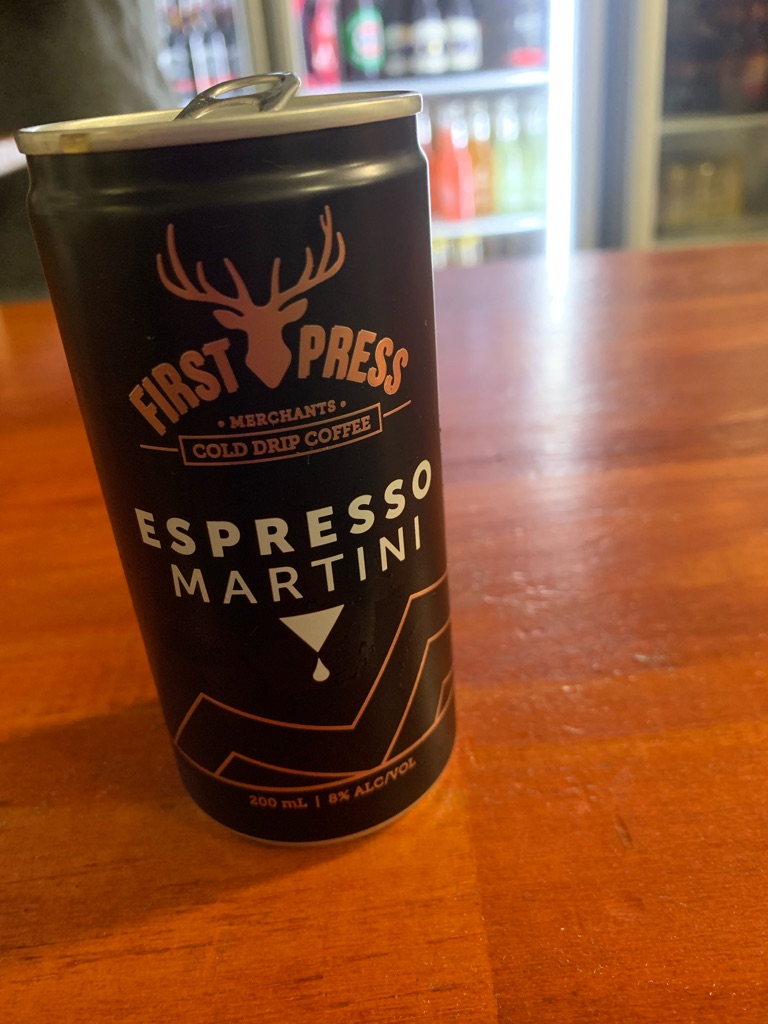 FIRST PRESS
• MERCHANTS •
COLD DRIP COFFEE
ESPRESSO
MARTINI
200 mL | 8% ALC/VOL